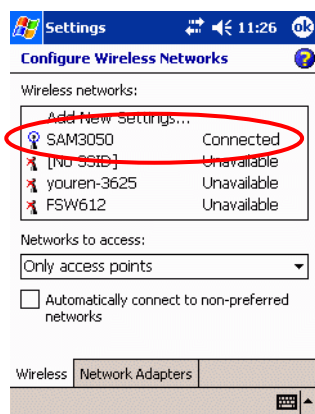 Settings 11:26 ok
Configure Wireless Networks ?
Wireless networks:
Add New Settings...
SAM3050 Connected
[No SSID] Unavailable
youren-3625 Unavailable
FSW612 Unavailable
Networks to access:
Only access points
Automatically connect to non-preferred
networks
Wireless Network Adapters